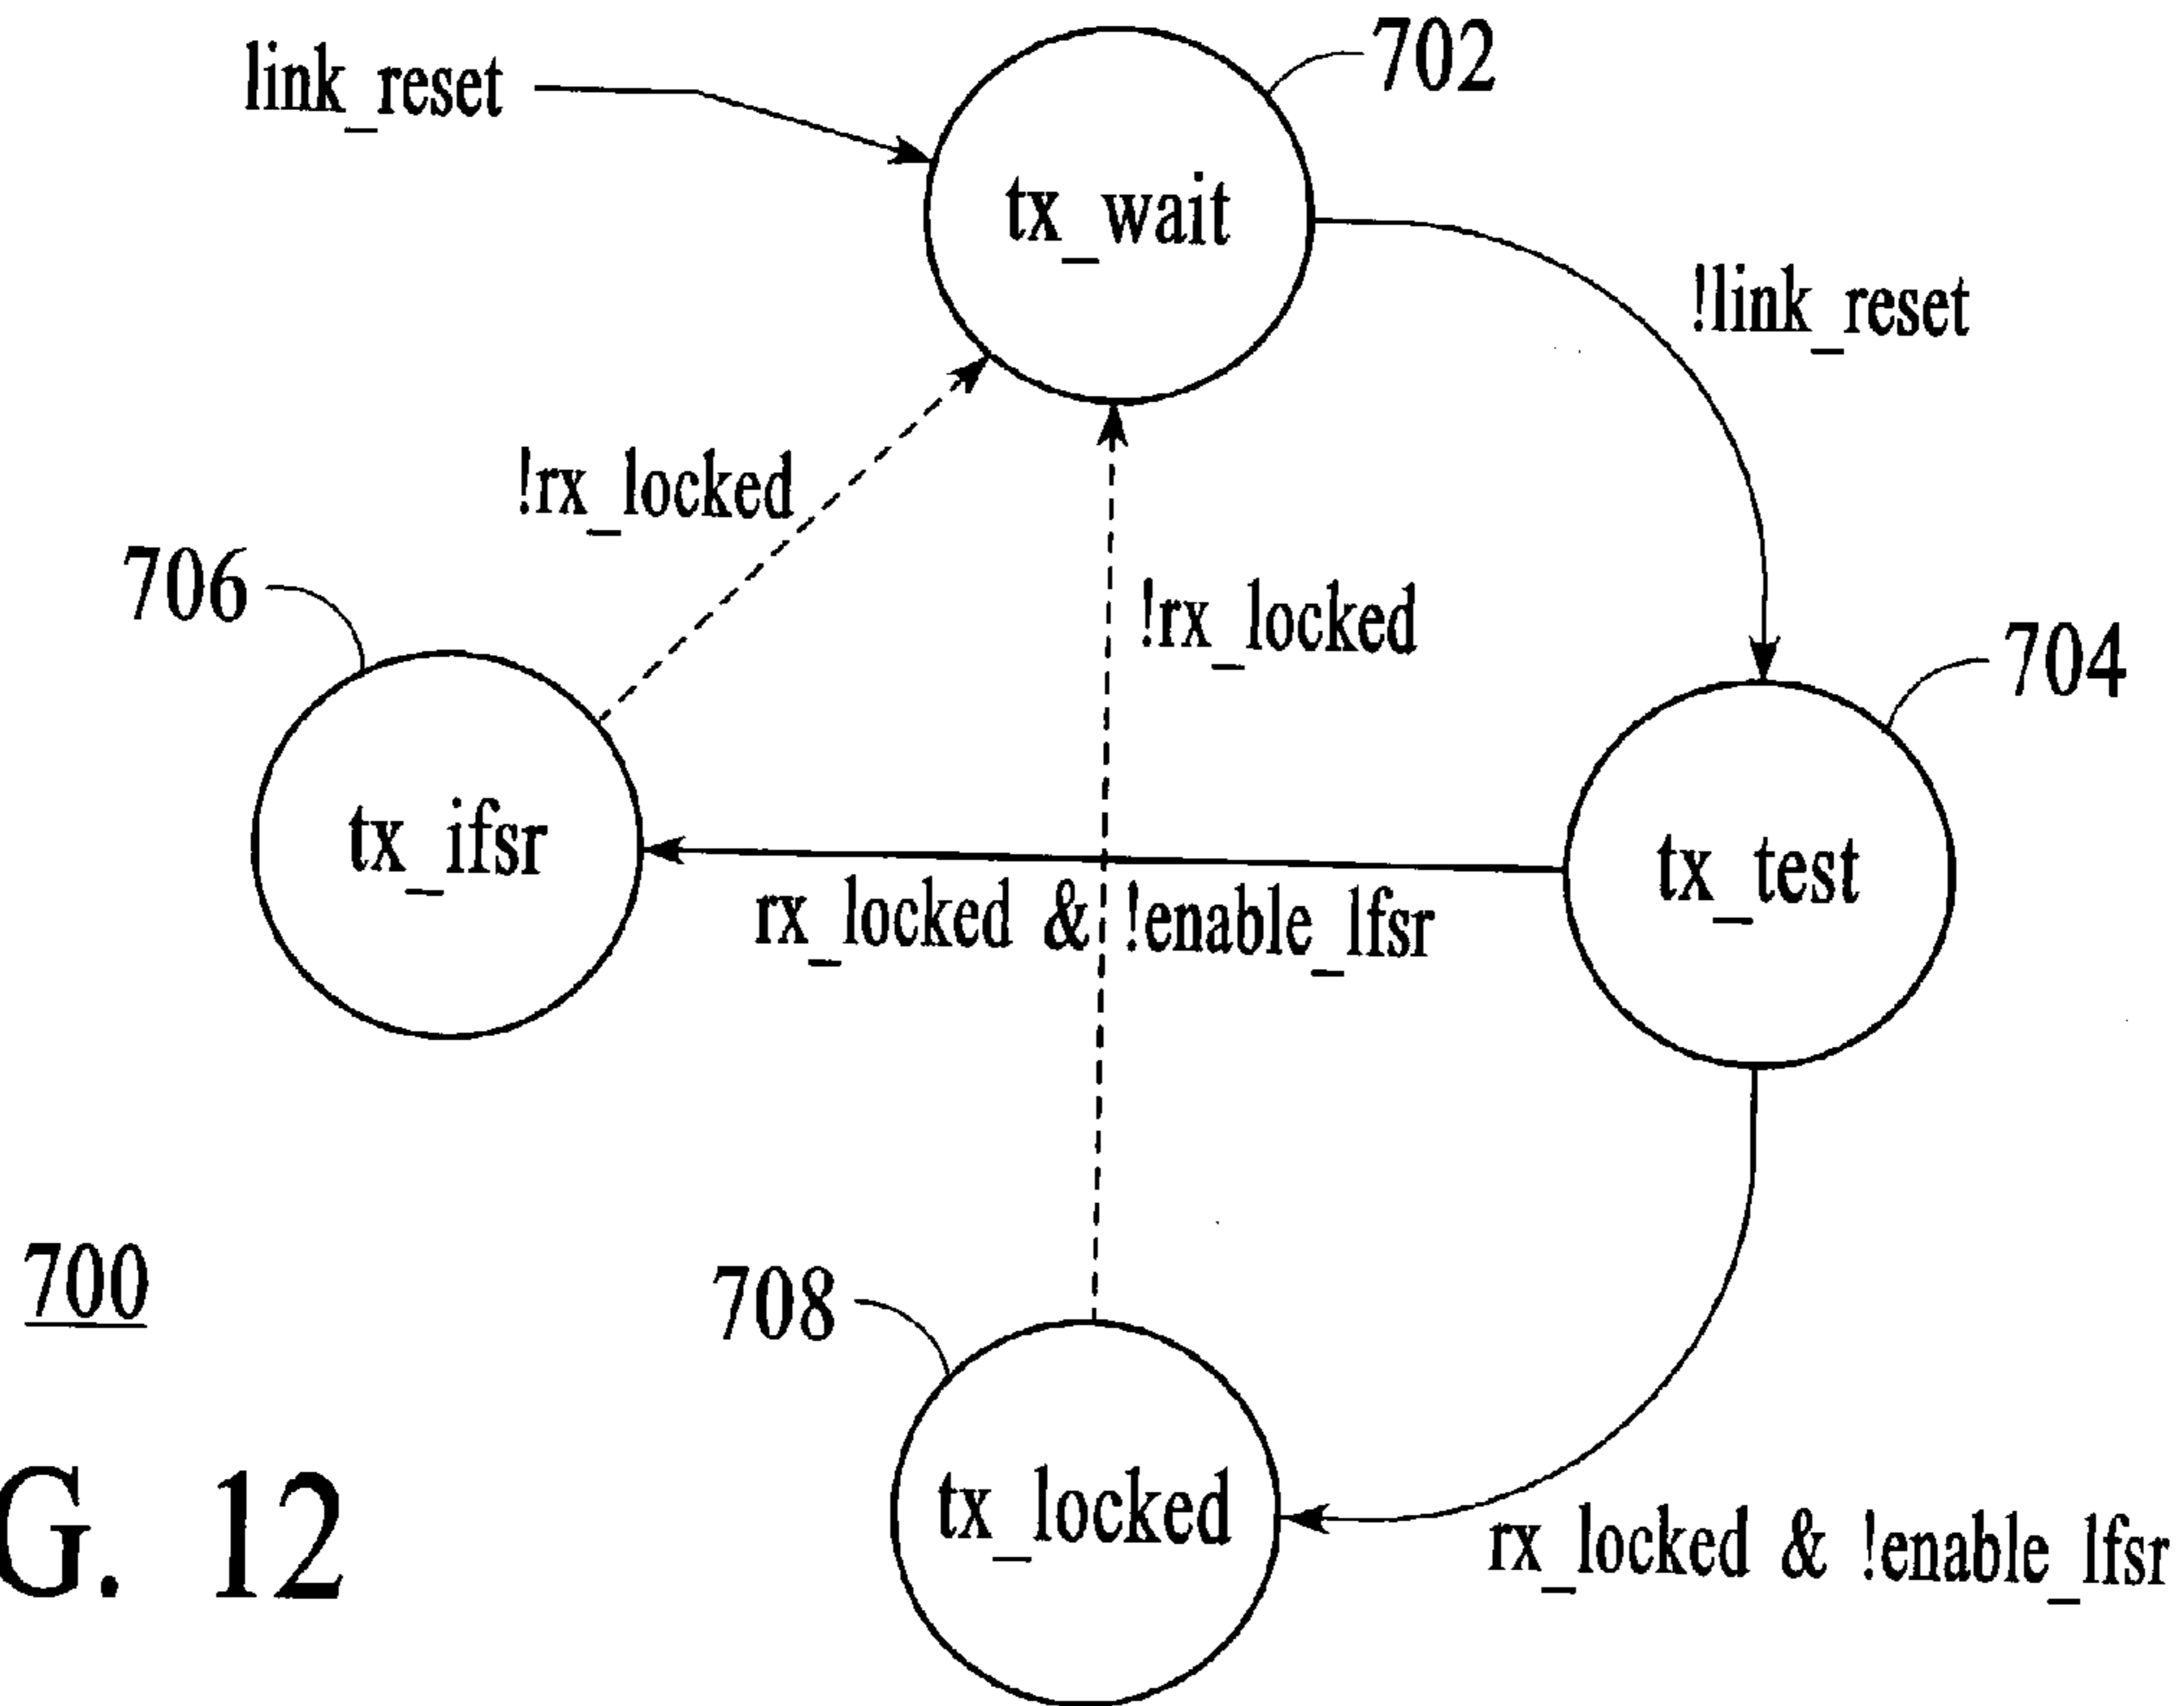 702
link_reset
tx_wait
!link_reset
!rx_locked
706
!rx_locked
704
tx_ifsr
tx_test
rx_locked & !enable_lfsr
700
708
tx_locked
G. 12
rx_locked & !enable_lfsr